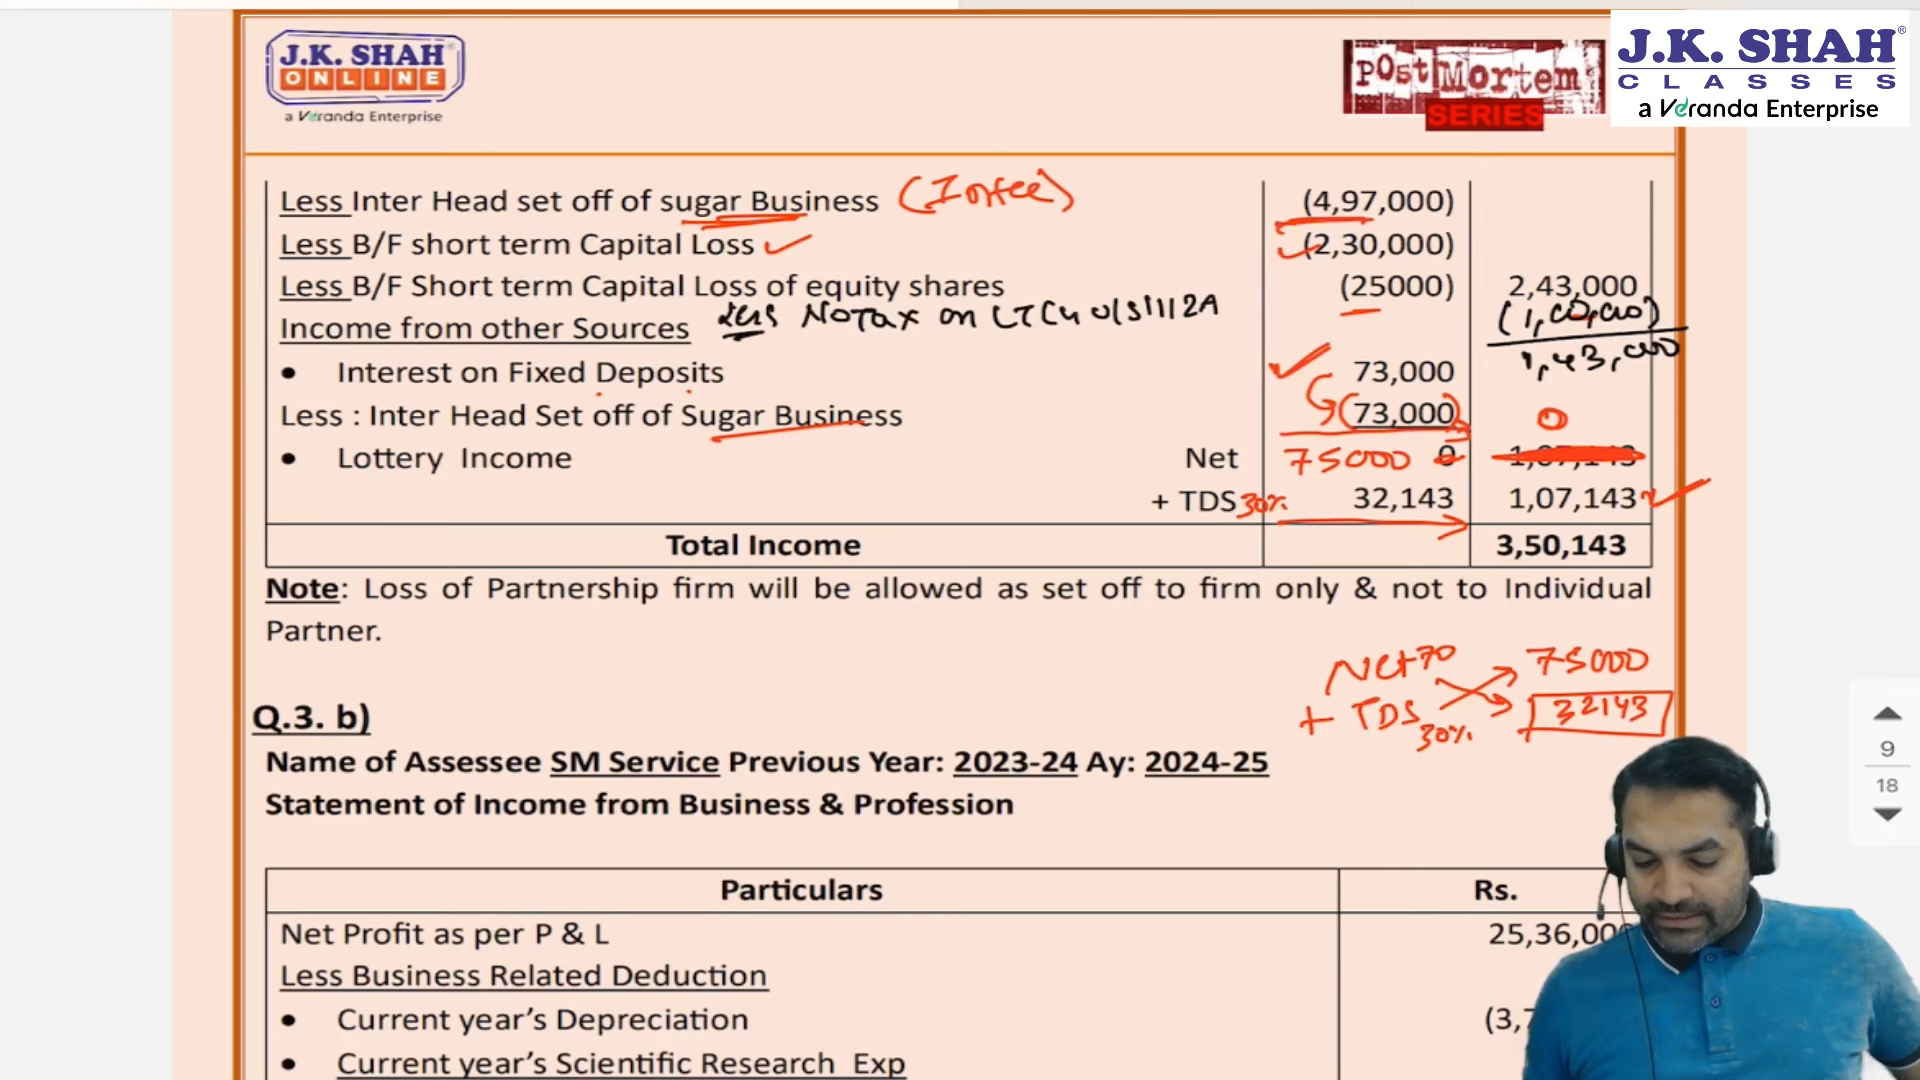 J.K. SHAH
ONLINE
a Veranda Enterprise
Post Mortem
SERIES
J.K. SHAH®
CLASSES
a Veranda Enterprise
Less Inter Head set off of sugar Business (4,97,000)
Less B/F short term Capital Loss (2,30,000)
Less B/F Short term Capital Loss of equity shares (25000) 2,43,000
Income from other Sources Less No Tax on LTCG U/S 112A (1,00,000)
1,43,000
• Interest on Fixed Deposits 73,000
Less : Inter Head Set off of Sugar Business (73,000) 0
• Lottery Income Net 75000 0 1,07,143
+ TDS 30% 32,143 1,07,143
Total Income 3,50,143
Note: Loss of Partnership firm will be allowed as set off to firm only & not to Individual
Partner.
Net 70 75000
+ TDS 30% 32143
Q.3. b)
Name of Assessee SM Service Previous Year: 2023-24 Ay: 2024-25
Statement of Income from Business & Profession
Particulars Rs.
Net Profit as per P & L
Less Business Related Deduction
• Current year's Depreciation
• Current year's Scientific Research Exp
9
18